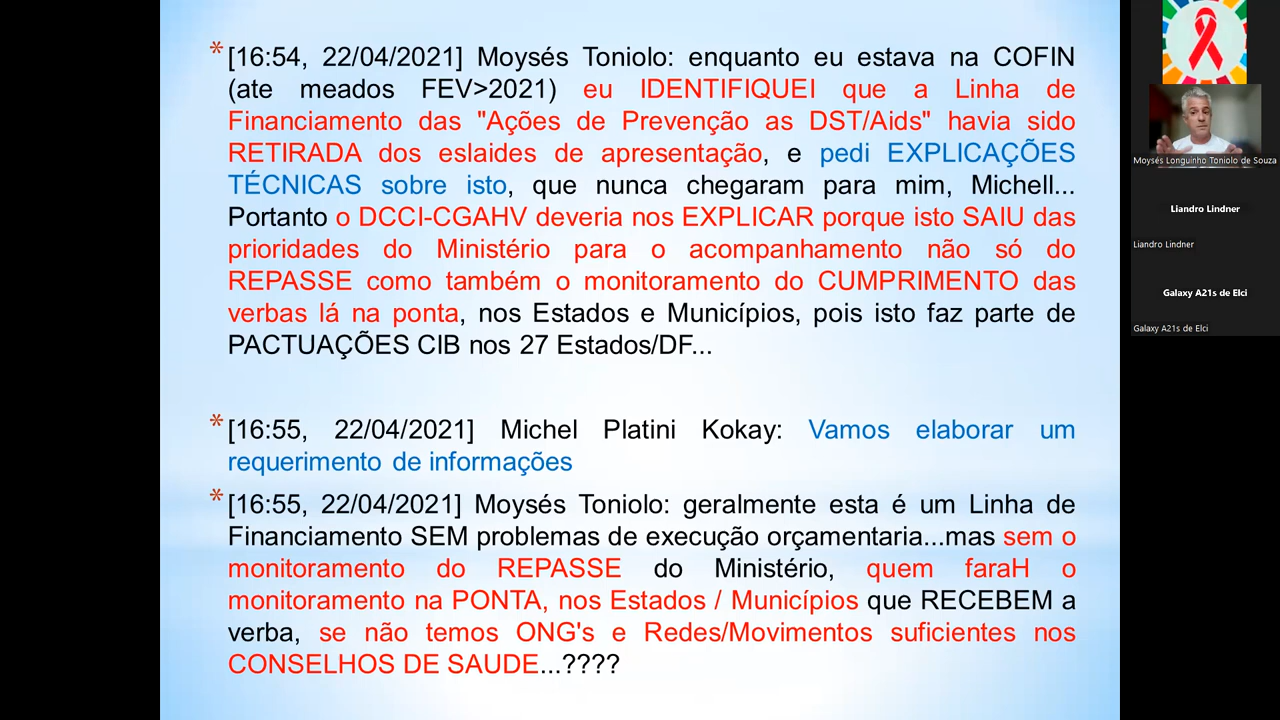 * [16:54, 22/04/2021] Moysés Toniolo: enquanto eu estava na COFIN
(ate meados FEV>2021) eu IDENTIFIQUEI que a Linha de
Financiamento das "Ações de Prevenção as DST/Aids" havia sido
RETIRADA dos eslaides de apresentação, e pedi EXPLICAÇÕES
TÉCNICAS sobre isto, que nunca chegaram para mim, Michell...
Portanto o DCCI-CGAHV deveria nos EXPLICAR porque isto SAIU das
prioridades do Ministério para o acompanhamento não só do
REPASSE como também o monitoramento do CUMPRIMENTO das
verbas lá na ponta, nos Estados e Municípios, pois isto faz parte de
PACTUAÇÕES CIB nos 27 Estados/DF...
* [16:55, 22/04/2021] Michel Platini Kokay: Vamos elaborar um
requerimento de informações
* [16:55, 22/04/2021] Moysés Toniolo: geralmente esta é um Linha de
Financiamento SEM problemas de execução orçamentaria...mas sem o
monitoramento do REPASSE do Ministério, quem faraH o
monitoramento na PONTA, nos Estados / Municípios que RECEBEM a
verba, se não temos ONG's e Redes/Movimentos suficientes nos
CONSELHOS DE SAUDE...????
Moysés Longuinho Toniolo de Souza
Liandro Lindner
Liandro Lindner
Galaxy A21s de Elci
Galaxy A21s de Elci